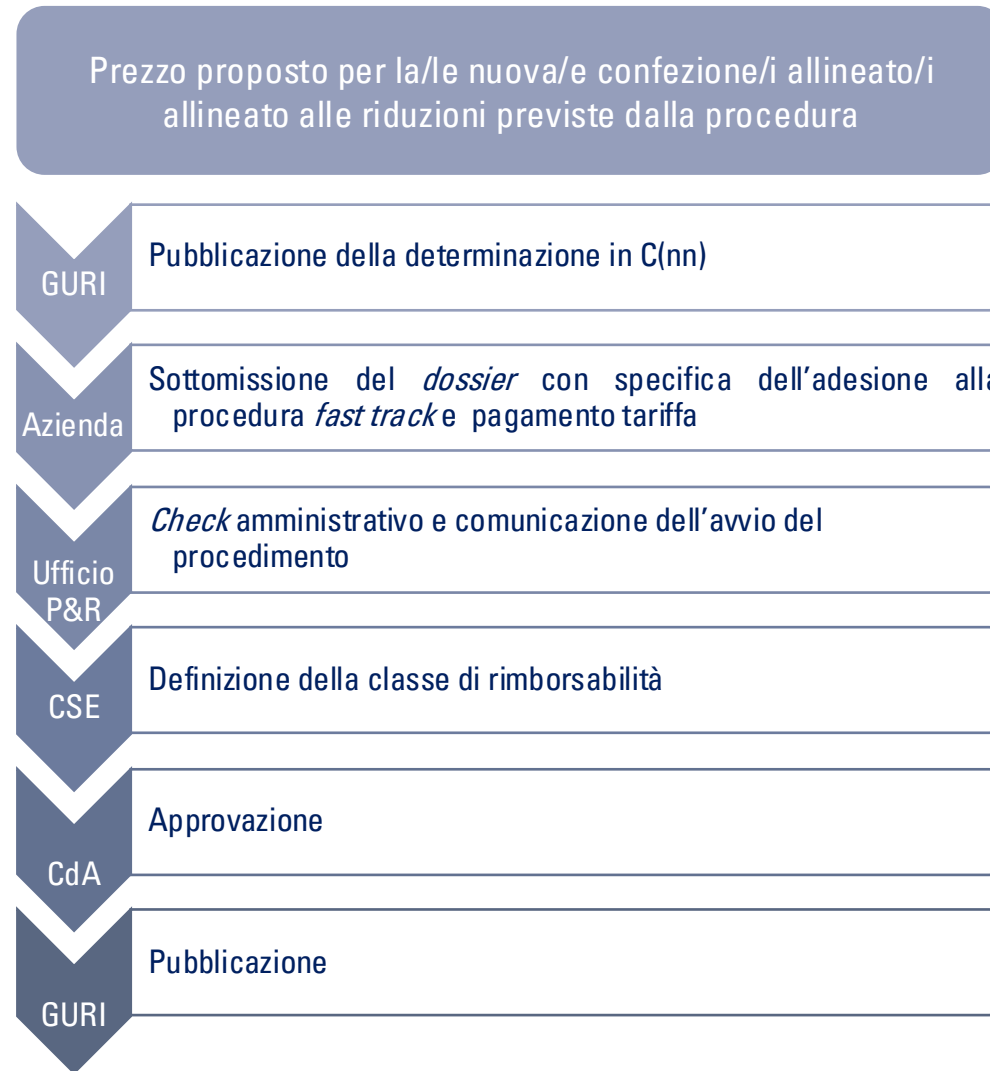 Prezzo proposto per la/le nuova/e confezione/i allineato/i
allineato alle riduzioni previste dalla procedura
GURI
Pubblicazione della determinazione in C(nn)
Azienda
Sottomissione del dossier con specifica dell’adesione alla
procedura fast track e pagamento tariffa
Ufficio
P&R
Check amministrativo e comunicazione dell’avvio del
procedimento
CSE
Definizione della classe di rimborsabilità
CdA
Approvazione
GURI
Pubblicazione